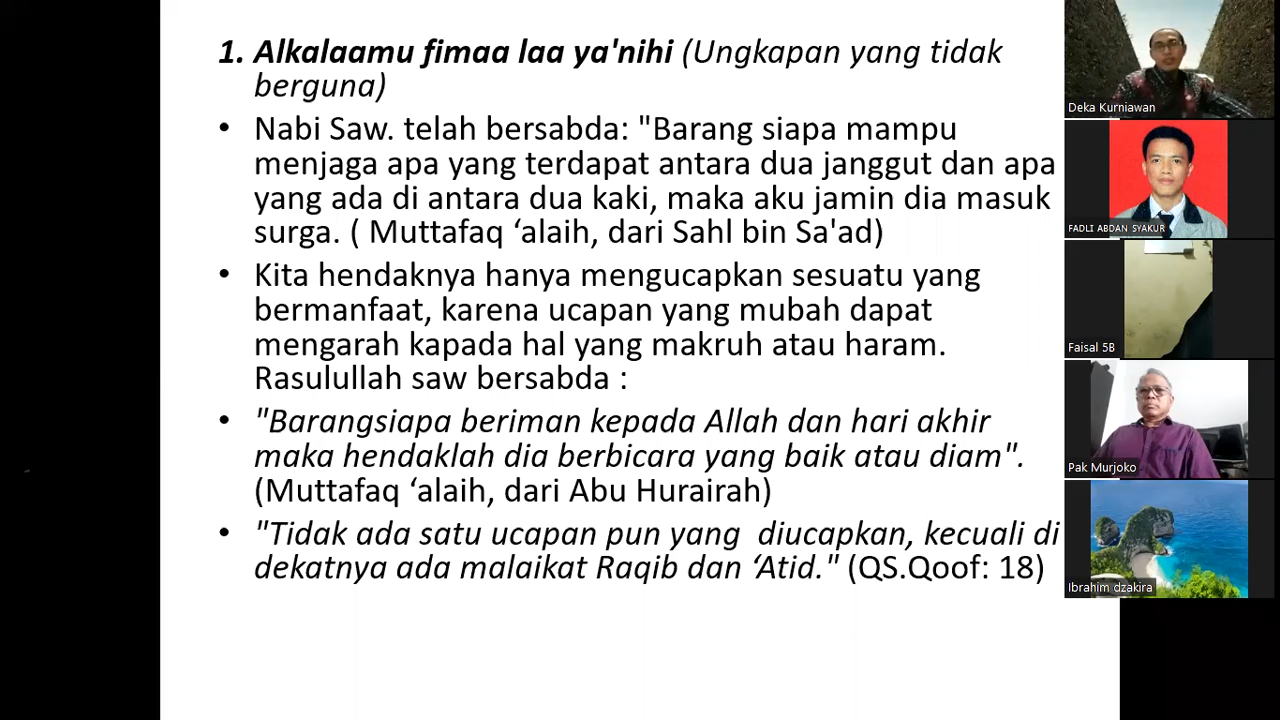 1. Alkalaamu fimaa laa ya'nihi (Ungkapan yang tidak
berguna)
• Nabi Saw. telah bersabda: "Barang siapa mampu
menjaga apa yang terdapat antara dua janggut dan apa
yang ada di antara dua kaki, maka aku jamin dia masuk
surga. ( Muttafaq ‘alaih, dari Sahl bin Sa'ad)
• Kita hendaknya hanya mengucapkan sesuatu yang
bermanfaat, karena ucapan yang mubah dapat
mengarah kapada hal yang makruh atau haram.
Rasulullah saw bersabda :
• "Barangsiapa beriman kepada Allah dan hari akhir
maka hendaklah dia berbicara yang baik atau diam".
(Muttafaq ‘alaih, dari Abu Hurairah)
• "Tidak ada satu ucapan pun yang  diucapkan, kecuali di
dekatnya ada malaikat Raqib dan ‘Atid." (QS.Qoof: 18)
Deka Kurniawan
FADLI ABDAN SYAKUR
Faisal 5B
Pak Murjoko
Ibrahim dzakira